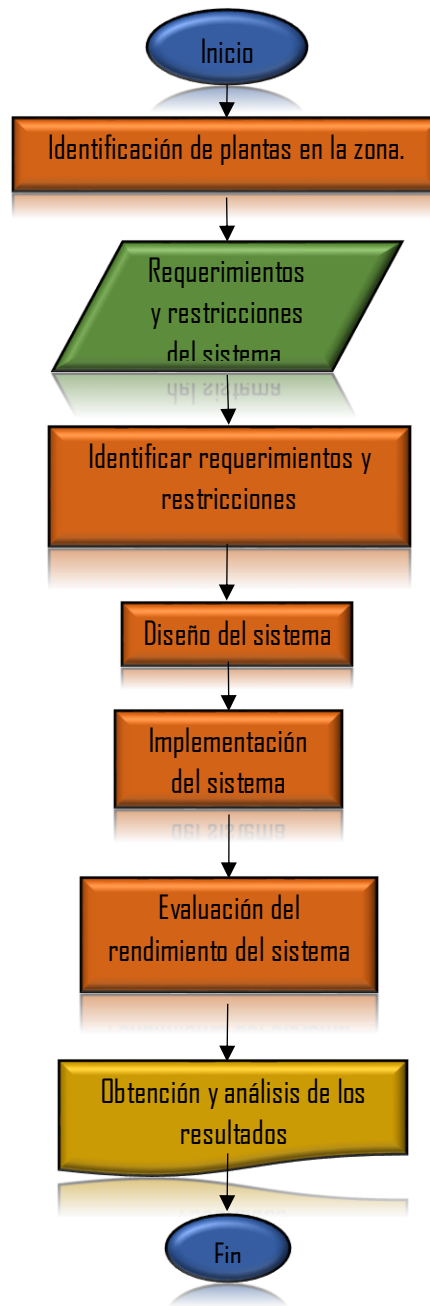 Inicio
Identificación de plantas en la zona.
Requerimientos
y restricciones
del sistema
Identificar requerimientos y
restricciones
Diseño del sistema
Implementación
del sistema
Evaluación del
rendimiento del sistema
Obtención y análisis de los
resultados
Fin